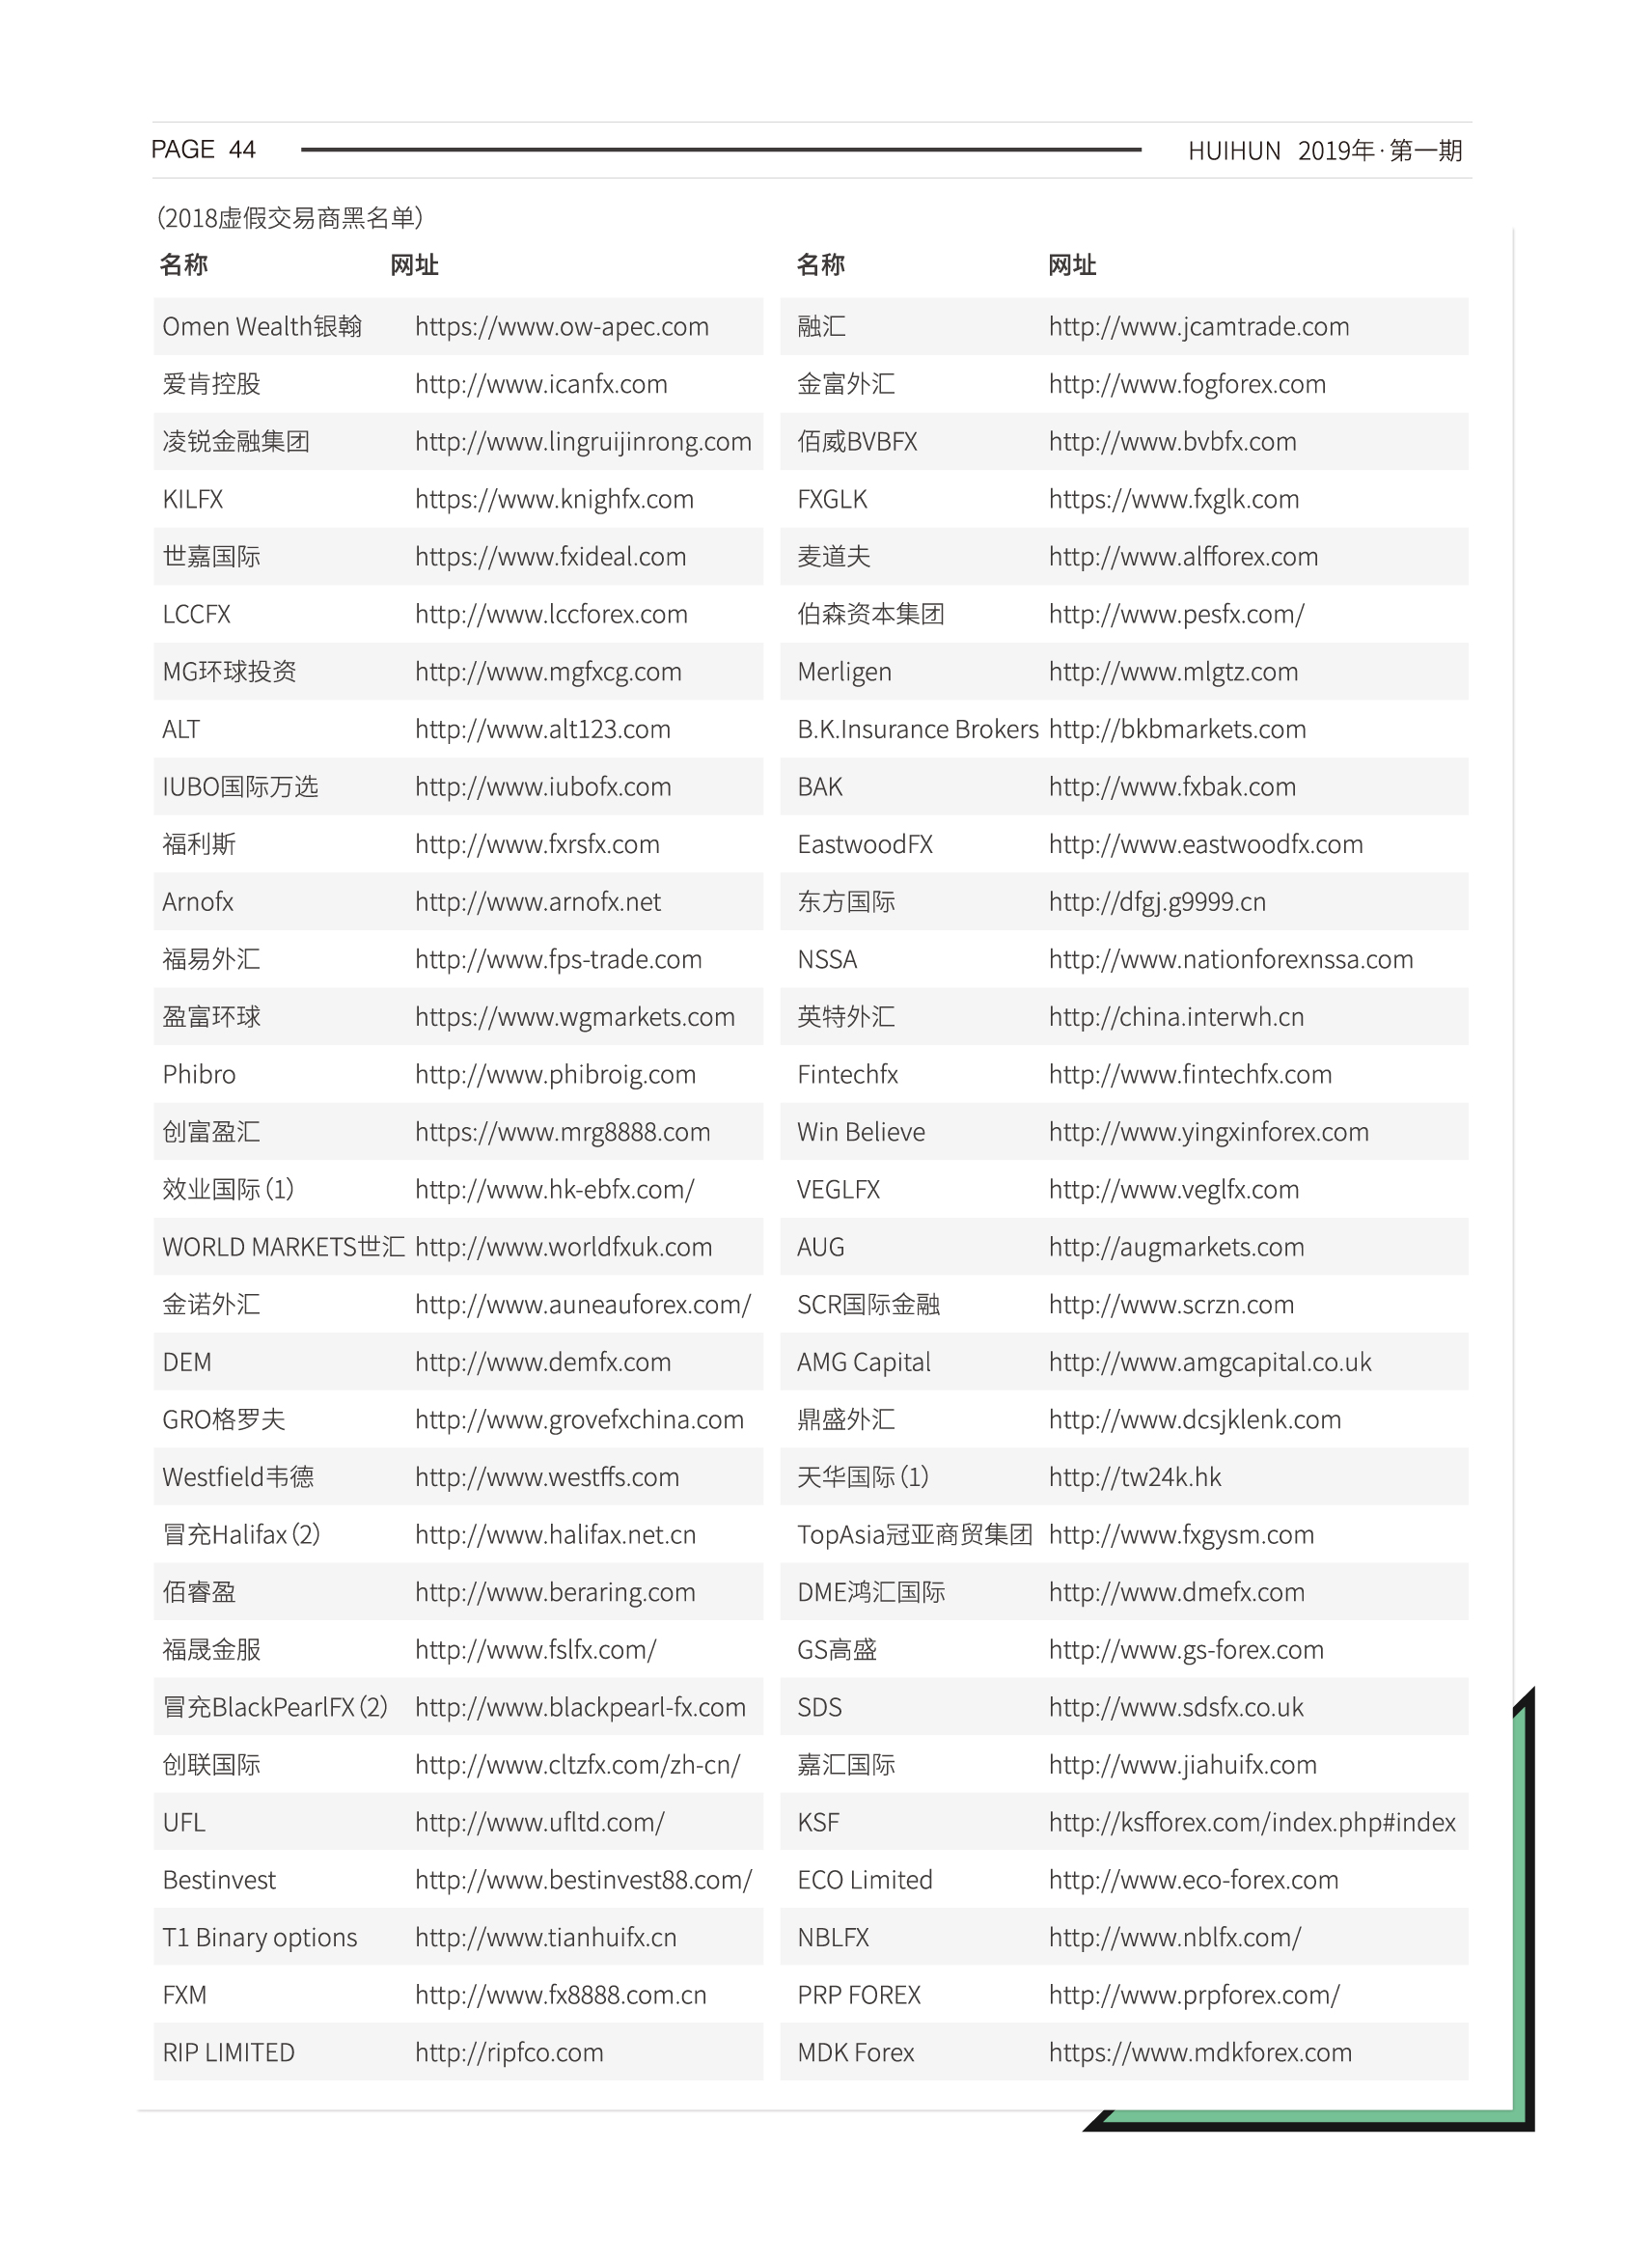 PAGE 44 HUIHUN 2019年·第一期
（2018虚假交易商黑名单）
名称 网址 名称 网址
Omen Wealth银翰 https://www.ow-apec.com 融汇 http://www.jcamtrade.com
爱肯控股 http://www.icanfx.com 金富外汇 http://www.fogforex.com
凌锐金融集团 http://www.lingruijinrong.com 佰威BVBFX http://www.bvbfx.com
KILFX https://www.knighfx.com FXGLK https://www.fxglk.com
世嘉国际 https://www.fxideal.com 麦道夫 http://www.alfforex.com
LCCFX http://www.lccforex.com 伯森资本集团 http://www.pesfx.com/
MG环球投资 http://www.mgfxcg.com Merligen http://www.mlgtz.com
ALT http://www.alt123.com B.K.Insurance Brokers http://bkbmarkets.com
IUBO国际万选 http://www.iubofx.com BAK http://www.fxbak.com
福利斯 http://www.fxrsfx.com EastwoodFX http://www.eastwoodfx.com
Arnofx http://www.arnofx.net 东方国际 http://dfgj.g9999.cn
福易外汇 http://www.fps-trade.com NSSA http://www.nationforexnssa.com
盈富环球 https://www.wgmarkets.com 英特外汇 http://china.interwh.cn
Phibro http://www.phibroig.com Fintechfx http://www.fintechfx.com
创富盈汇 https://www.mrg8888.com Win Believe http://www.yingxinforex.com
效业国际（1） http://www.hk-ebfx.com/ VEGLFX http://www.veglfx.com
WORLD MARKETS世汇 http://www.worldfxuk.com AUG http://augmarkets.com
金诺外汇 http://www.auneauforex.com/ SCR国际金融 http://www.scrzn.com
DEM http://www.demfx.com AMG Capital http://www.amgcapital.co.uk
GRO格罗夫 http://www.grovefxchina.com 鼎盛外汇 http://www.dcsjklenk.com
Westfield韦德 http://www.westffs.com 天华国际（1） http://tw24k.hk
冒充Halifax（2） http://www.halifax.net.cn TopAsia冠亚商贸集团 http://www.fxgysm.com
佰睿盈 http://www.beraring.com DME鸿汇国际 http://www.dmefx.com
福晟金服 http://www.fslfx.com/ GS高盛 http://www.gs-forex.com
冒充BlackPearlFX（2） http://www.blackpearl-fx.com SDS http://www.sdsfx.co.uk
创联国际 http://www.cltzfx.com/zh-cn/ 嘉汇国际 http://www.jiahuifx.com
UFL http://www.ufltd.com/ KSF http://ksfforex.com/index.php#index
Bestinvest http://www.bestinvest88.com/ ECO Limited http://www.eco-forex.com
T1 Binary options http://www.tianhuifx.cn NBLFX http://www.nblfx.com/
FXM http://www.fx8888.com.cn PRP FOREX http://www.prpforex.com/
RIP LIMITED http://ripfco.com MDK Forex https://www.mdkforex.com